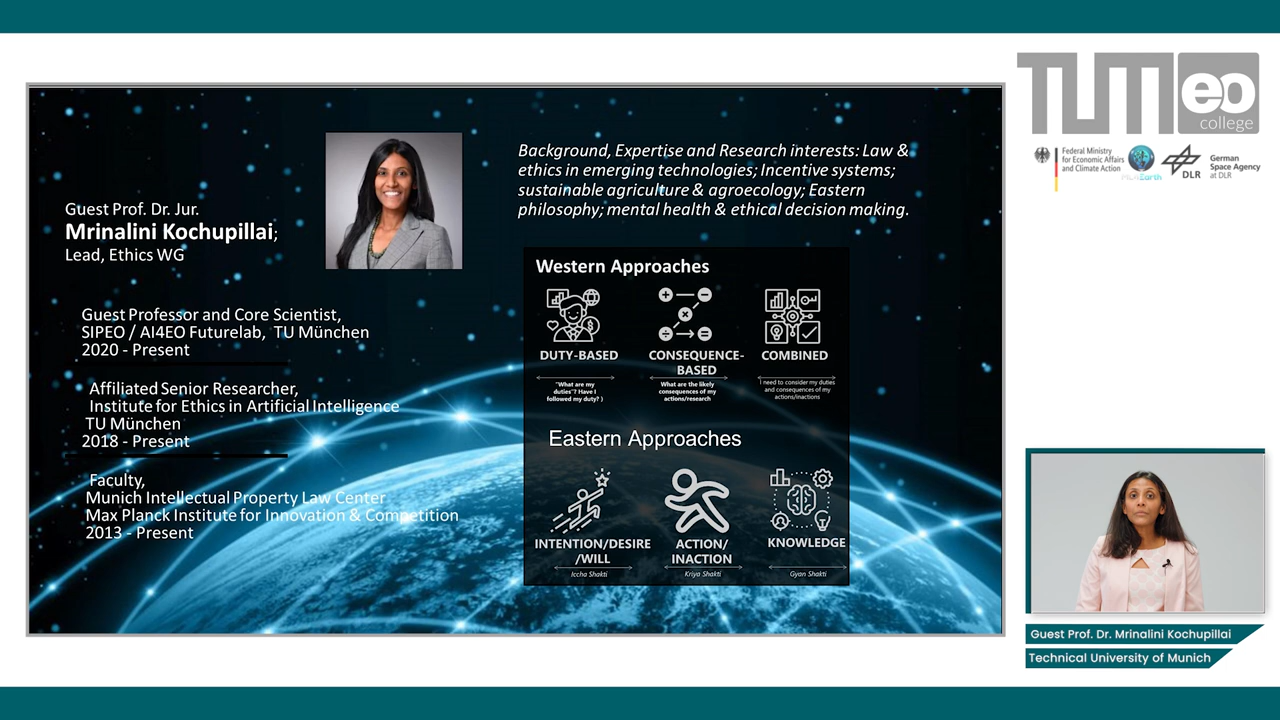 Guest Prof. Dr. Jur.
Mrinalini Kochupillai;
Lead, Ethics WG
Guest Professor and Core Scientist,
SIPEO / AI4EO Futurelab, TU München
2020 - Present
Affiliated Senior Researcher,
Institute for Ethics in Artificial Intelligence
TU München
2018 - Present
Faculty,
Munich Intellectual Property Law Center
Max Planck Institute for Innovation & Competition
2013 - Present
Background, Expertise and Research interests: Law &
ethics in emerging technologies; Incentive systems;
sustainable agriculture & agroecology; Eastern
philosophy; mental health & ethical decision making.
Western Approaches
DUTY-BASED
"What are my
duties"? Have I
followed my duty? )
CONSEQUENCE-
BASED
What are the likely
consequences of my
actions/research
COMBINED
I need to consider my duties
and consequences of my
actions/inactions
Eastern Approaches
INTENTION/DESIRE
/WILL
Iccha Shakti
ACTION/
INACTION
Kriya Shakti
KNOWLEDGE
Gyan Shakti
TUM eo
college
Federal Ministry
for Economic Affairs
and Climate Action
DLR
German
Space Agency
at DLR
Guest Prof. Dr. Mrinalini Kochupillai
Technical University of Munich